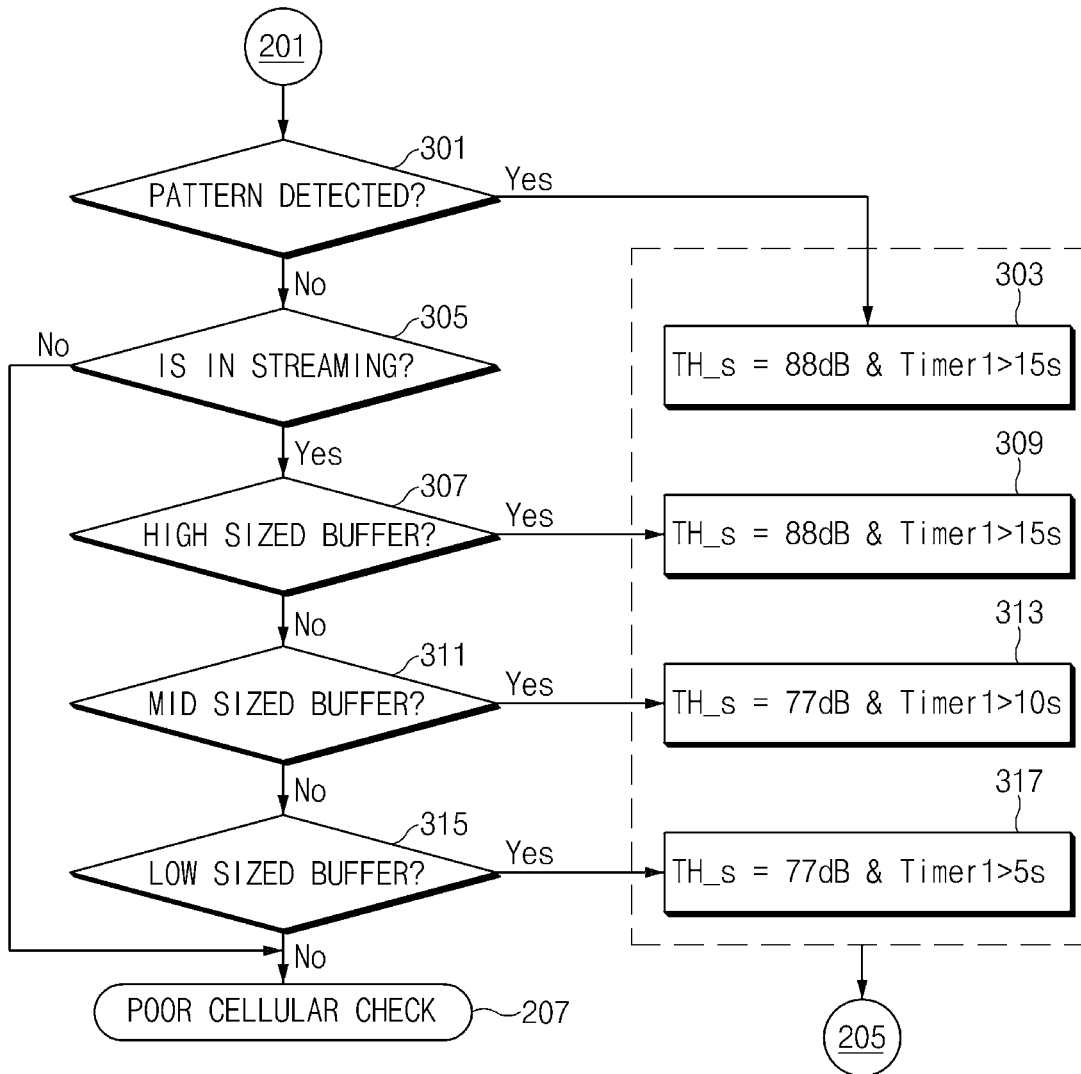 201
301
PATTERN DETECTED?
Yes
No
305
No
IS IN STREAMING?
303
TH_s = 88dB & Timer1>15s
Yes
307
HIGH SIZED BUFFER?
Yes
309
TH_s = 88dB & Timer1>15s
No
311
MID SIZED BUFFER?
Yes
313
TH_s = 77dB & Timer1>10s
No
315
LOW SIZED BUFFER?
Yes
317
TH_s = 77dB & Timer1>5s
No
POOR CELLULAR CHECK
207
205